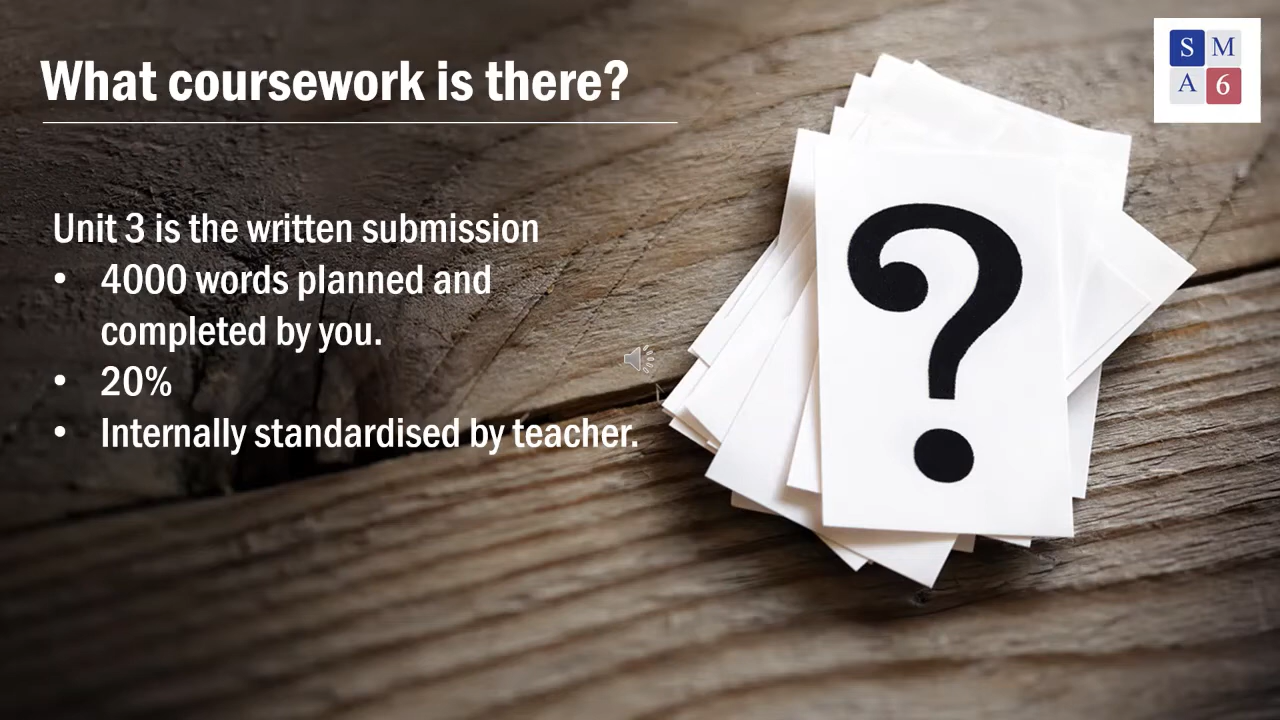 What coursework is there?
S M
A 6
Unit 3 is the written submission
• 4000 words planned and
completed by you.
• 20%
• Internally standardised by teacher.
?